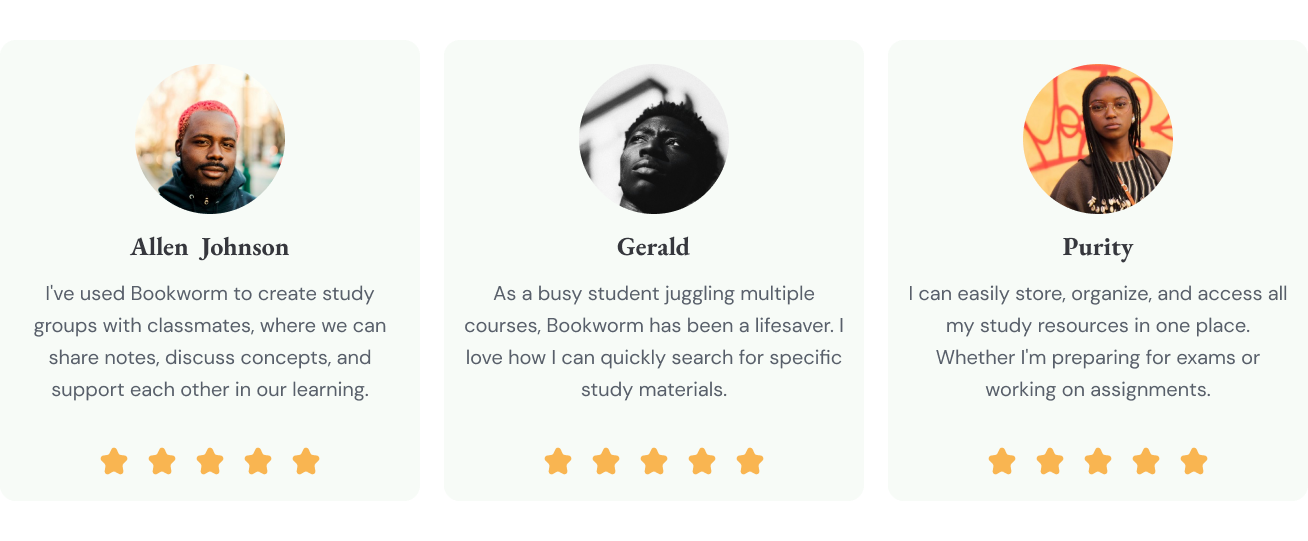 Allen Johnson
I've used Bookworm to create study
groups with classmates, where we can
share notes, discuss concepts, and
support each other in our learning.
Gerald
As a busy student juggling multiple
courses, Bookworm has been a lifesaver. I
love how I can quickly search for specific
study materials.
Purity
I can easily store, organize, and access all
my study resources in one place.
Whether I'm preparing for exams or
working on assignments.